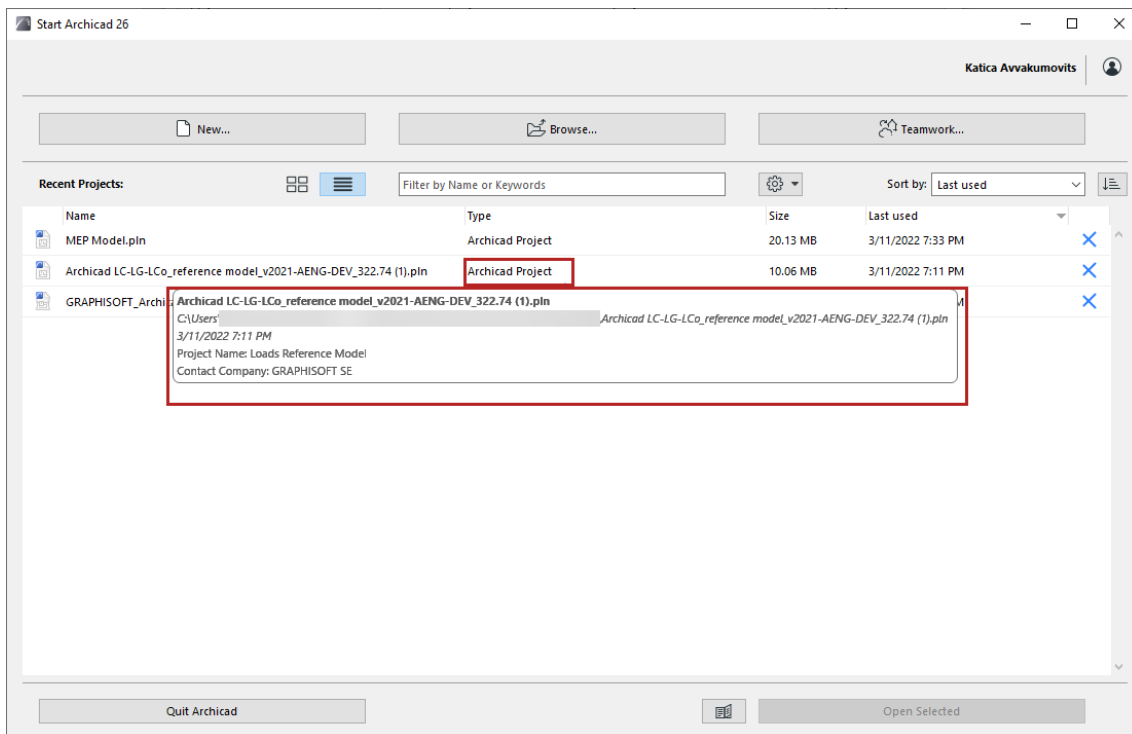 Start Archicad 26
Katica Avvakumovits
New...
Browse...
Teamwork...
Recent Projects:
Filter by Name or Keywords
Sort by: Last used
Name Type Size Last used
MEP Model.pln Archicad Project 20.13 MB 3/11/2022 7:33 PM
Archicad LC-LG-LCo_reference model_v2021-AENG-DEV_322.74 (1).pln Archicad Project 10.06 MB 3/11/2022 7:11 PM
Archicad LC-LG-LCo_reference model_v2021-AENG-DEV_322.74 (1).pln
C:\Users\ Archicad LC-LG-LCo_reference model_v2021-AENG-DEV_322.74 (1).pln
3/11/2022 7:11 PM
Project Name: Loads Reference Model
Contact Company: GRAPHISOFT SE
Quit Archicad
Open Selected